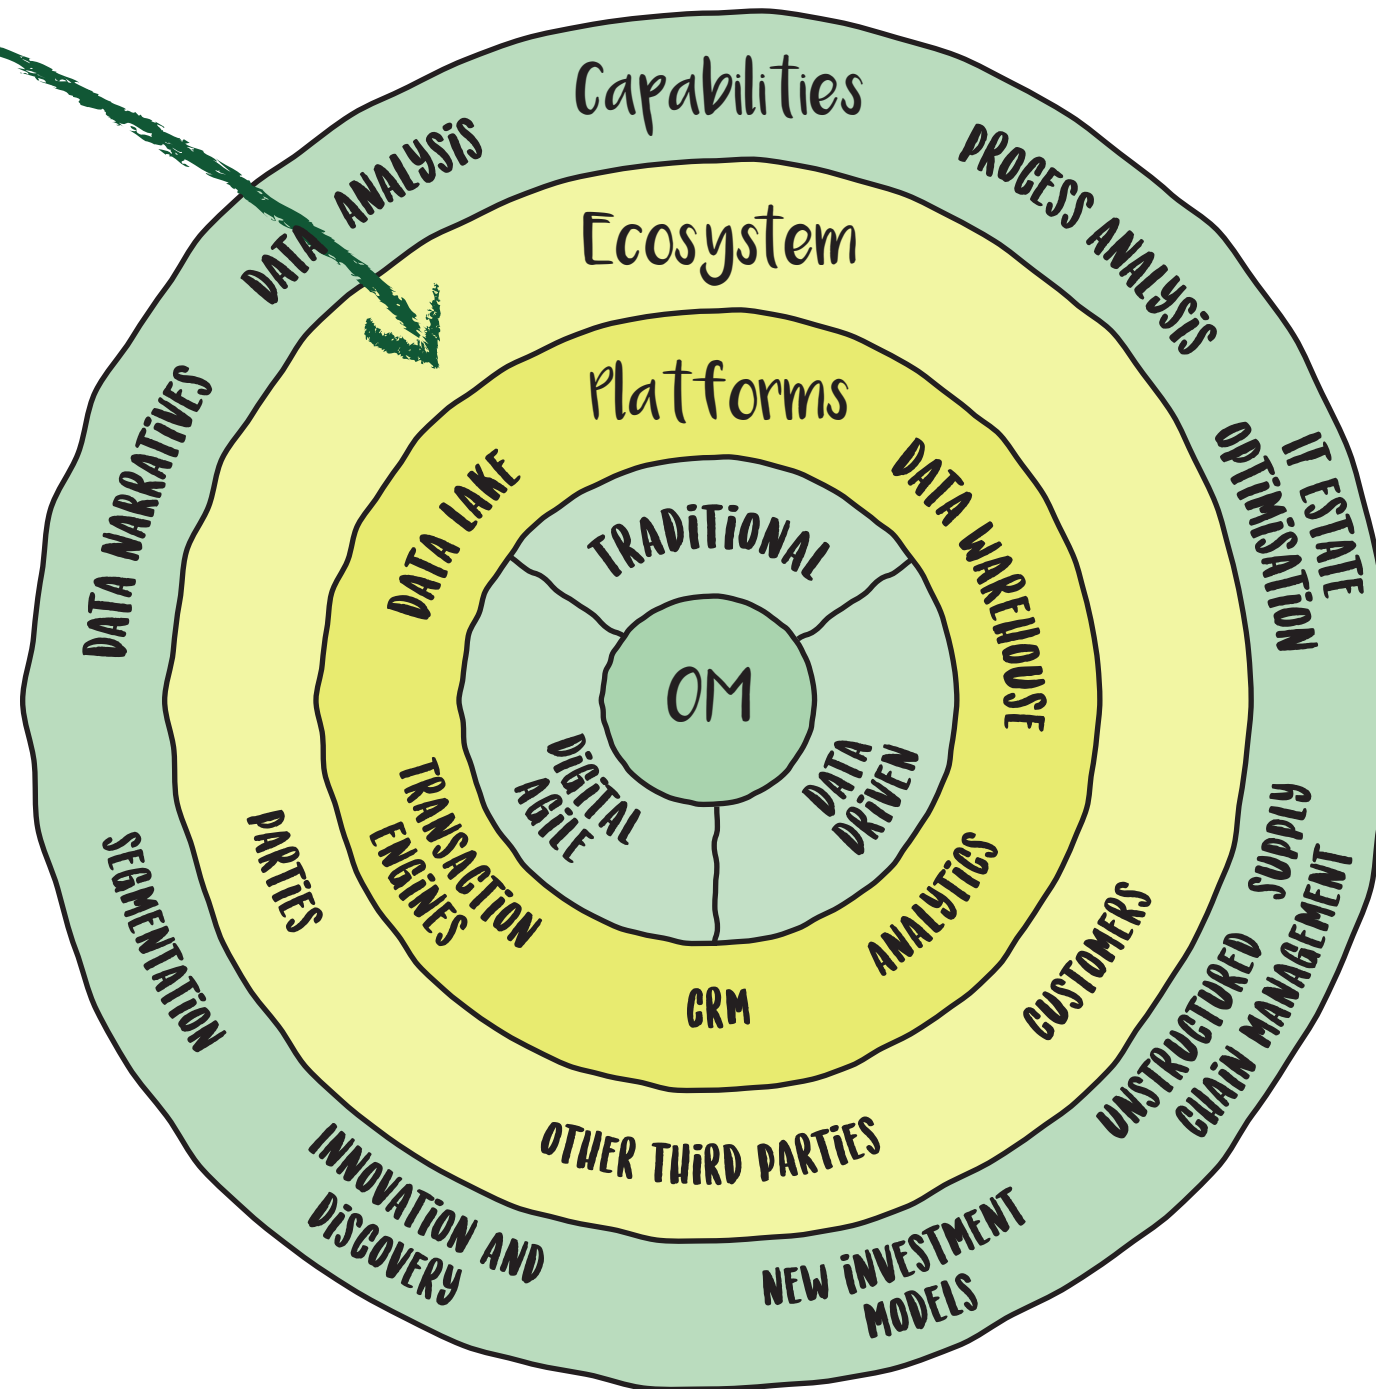 Capabilities
DATA ANALYSIS
PROCESS ANALYSIS
IT ESTATE
OPTIMISATION
UNSTRUCTURED SUPPLY
CHAIN MANAGEMENT
NEW INVESTMENT
MODELS
INNOVATION AND
DISCOVERY
SEGMENTATION
DATA NARRATIVES
Ecosystem
CUSTOMERS
OTHER THIRD PARTIES
PARTIES
Platforms
DATA LAKE
DATA WAREHOUSE
ANALYTICS
CRM
TRANSACTION
ENGINES
TRADITIONAL
DATA
DRIVEN
DIGITAL
AGILE
OM